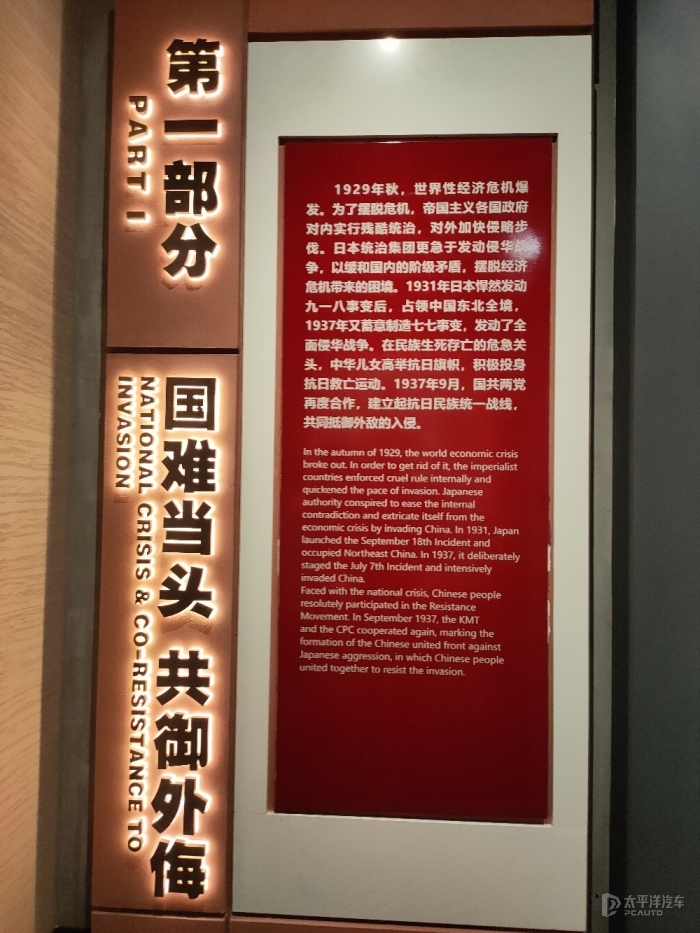 第一部分
PART I
国难当头 共御外侮
NATIONAL CRISIS & CO-RESISTANCE TO
INVASION
1929年秋，世界性经济危机爆
发。为了摆脱危机，帝国主义各国政府
对内实行残酷统治，对外加快侵略步
伐。日本统治集团更急于发动侵华战
争，以缓和国内的阶级矛盾，摆脱经济
危机带来的困境。1931年日本悍然发动
九一八事变后，占领中国东北全境，
1937年又蓄意制造七七事变，发动了全
面侵华战争。在民族生死存亡的危急关
头，中华儿女高举抗日旗帜，积极投身
抗日救亡运动。1937年9月，国共两党
再度合作，建立起抗日民族统一战线，
共同抵御外敌的入侵。
In the autumn of 1929, the world economic crisis
broke out. In order to get rid of it, the imperialist
countries enforced cruel rule internally and
quickened the pace of invasion. Japanese
authority conspired to ease the internal
contradiction and extricate itself from the
economic crisis by invading China. In 1931, Japan
launched the September 18th Incident and
occupied Northeast China. In 1937, it deliberately
staged the July 7th Incident and intensively
invaded China.
Faced with the national crisis, Chinese people
resolutely participated in the Resistance
Movement. In September 1937, the KMT
and the CPC cooperated again, marking the
formation of the Chinese united front against
Japanese aggression, in which Chinese people
united together to resist the invasion.
太平洋汽车
PCAUTO